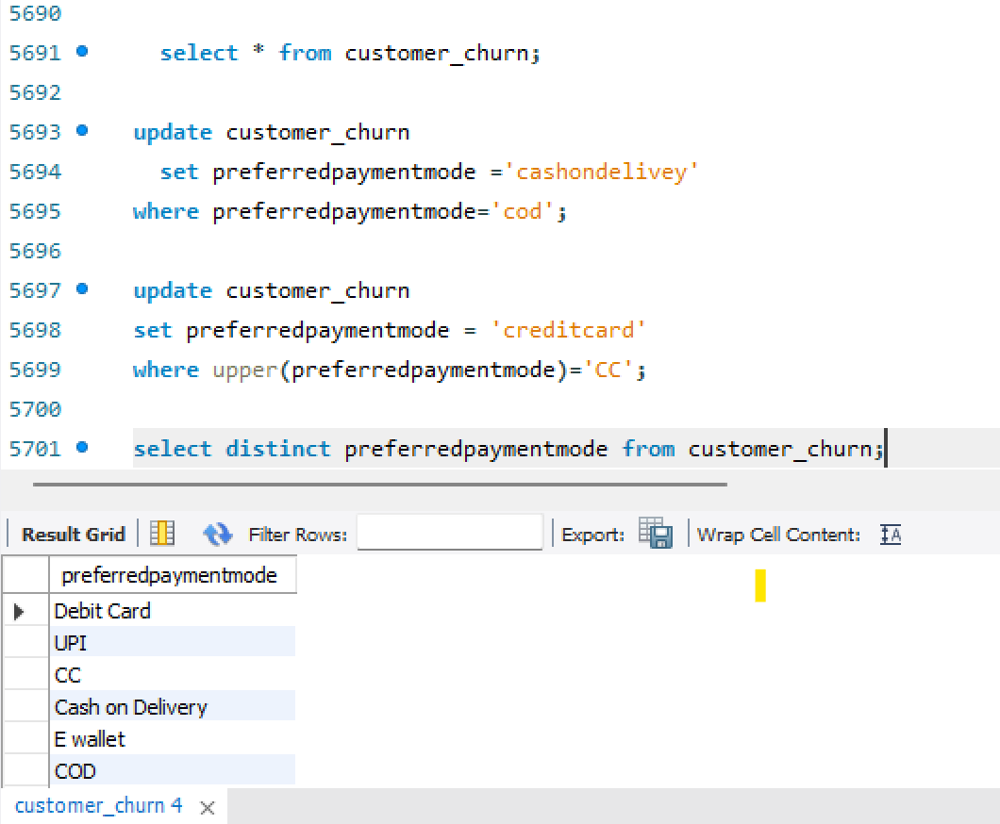 5690
5691 select * from customer_churn;
5692
5693 update customer_churn
5694 set preferredpaymentmode ='cashondelivey'
5695 where preferredpaymentmode='cod';
5696
5697 update customer_churn
5698 set preferredpaymentmode = 'creditcard'
5699 where upper(preferredpaymentmode)='CC';
5700
5701 select distinct preferredpaymentmode from customer_churn;
Result Grid Filter Rows: Export: Wrap Cell Content: IA
preferredpaymentmode
Debit Card
UPI
CC
Cash on Delivery
E wallet
COD
customer_churn 4